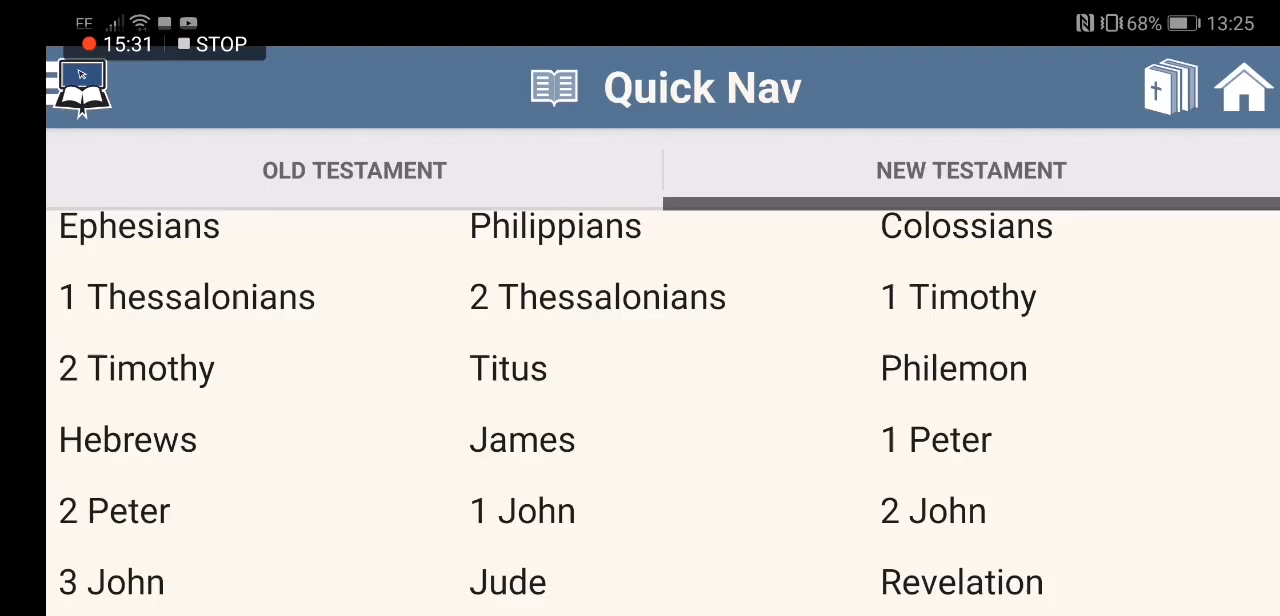 EE 68% 13:25
15:31 STOP
Quick Nav
OLD TESTAMENT NEW TESTAMENT
Ephesians Philippians Colossians
1 Thessalonians 2 Thessalonians 1 Timothy
2 Timothy Titus Philemon
Hebrews James 1 Peter
2 Peter 1 John 2 John
3 John Jude Revelation